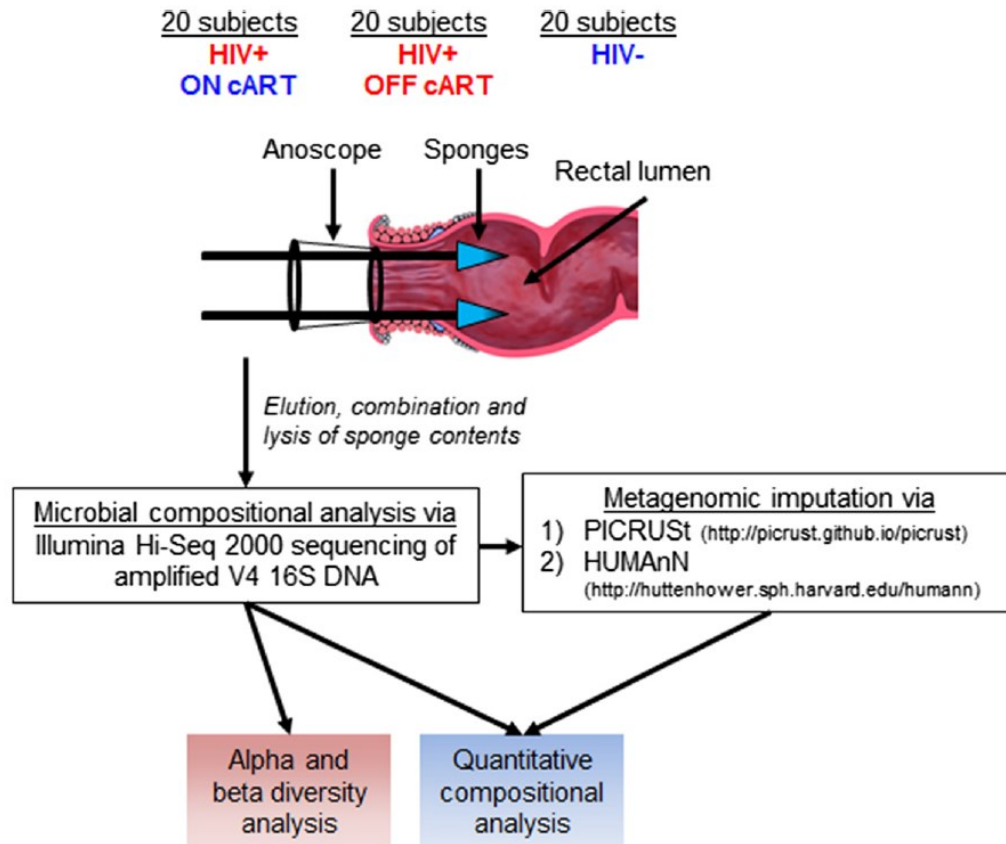 20 subjects 20 subjects 20 subjects
HIV+ HIV+ HIV-
ON cART OFF cART
Anoscope Sponges
Rectal lumen
Elution, combination and
lysis of sponge contents
Microbial compositional analysis via
Illumina Hi-Seq 2000 sequencing of
amplified V4 16S DNA
Metagenomic imputation via
1) PICRUSt (http://picrust.github.io/picrust)
2) HUMAnN
(http://huttenhower.sph.harvard.edu/humann)
Alpha and
beta diversity
analysis
Quantitative
compositional
analysis